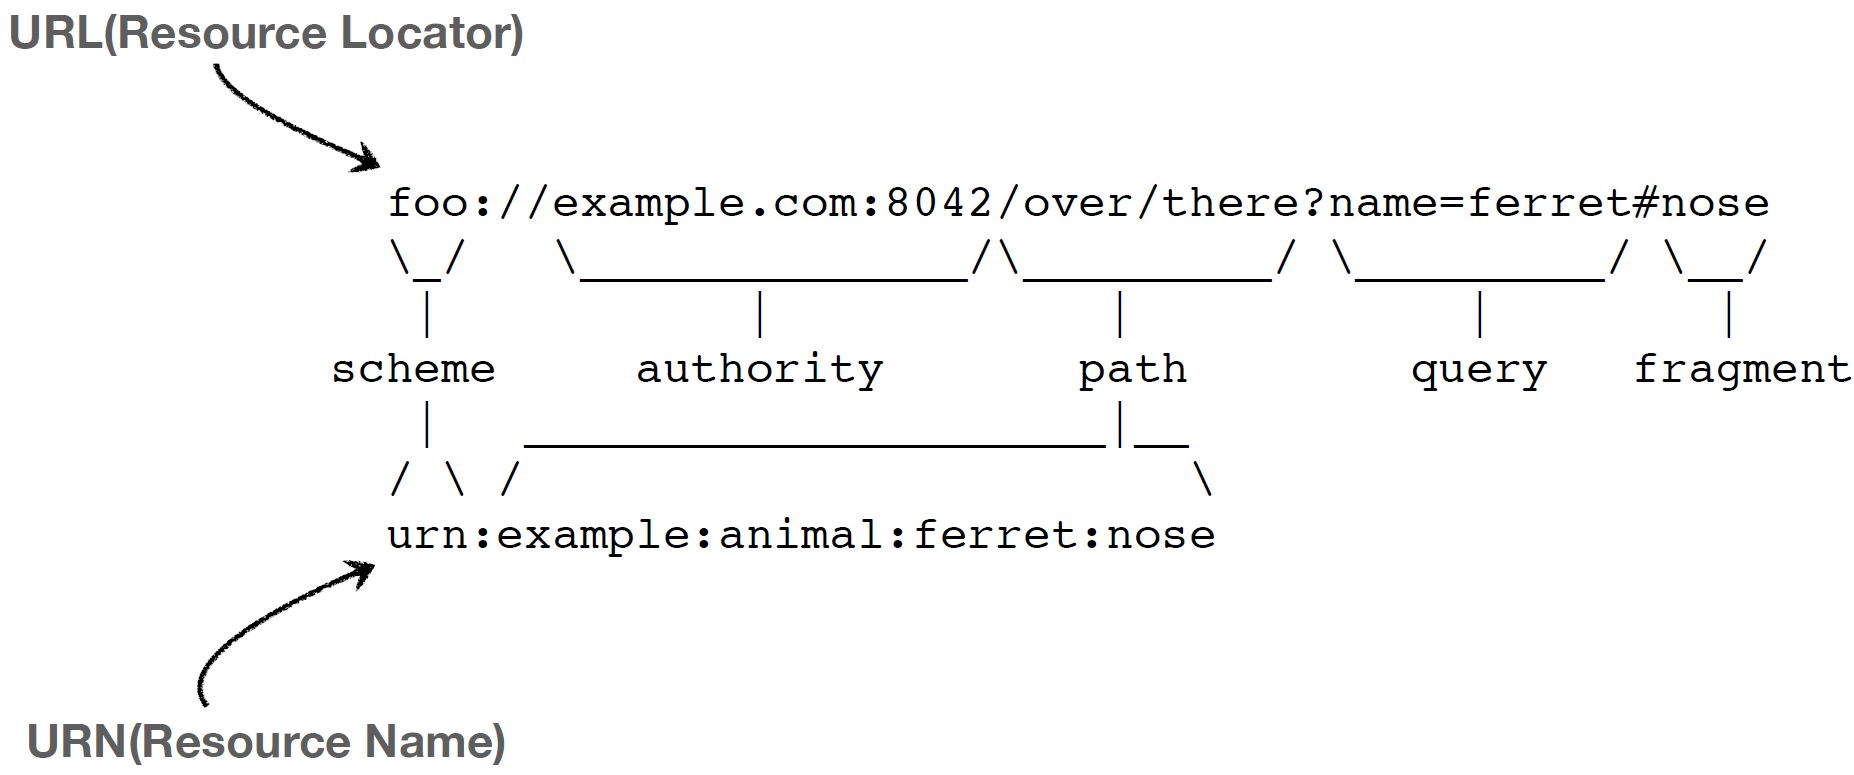 URL(Resource Locator)
foo://example.com:8042/over/there?name=ferret#nose
scheme authority path query fragment
urn:example:animal:ferret:nose
URN(Resource Name)